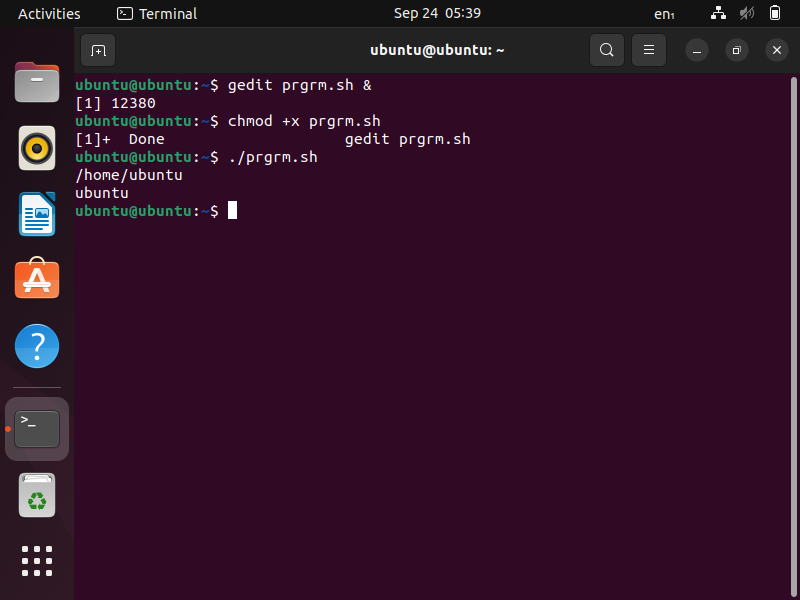 Activities Terminal Sep 24 05:39 en₁
ubuntu@ubuntu: ~
ubuntu@ubuntu:~$ gedit prgrm.sh &
[1] 12380
ubuntu@ubuntu:~$ chmod +x prgrm.sh
[1]+  Done                    gedit prgrm.sh
ubuntu@ubuntu:~$ ./prgrm.sh
/home/ubuntu
ubuntu
ubuntu@ubuntu:~$